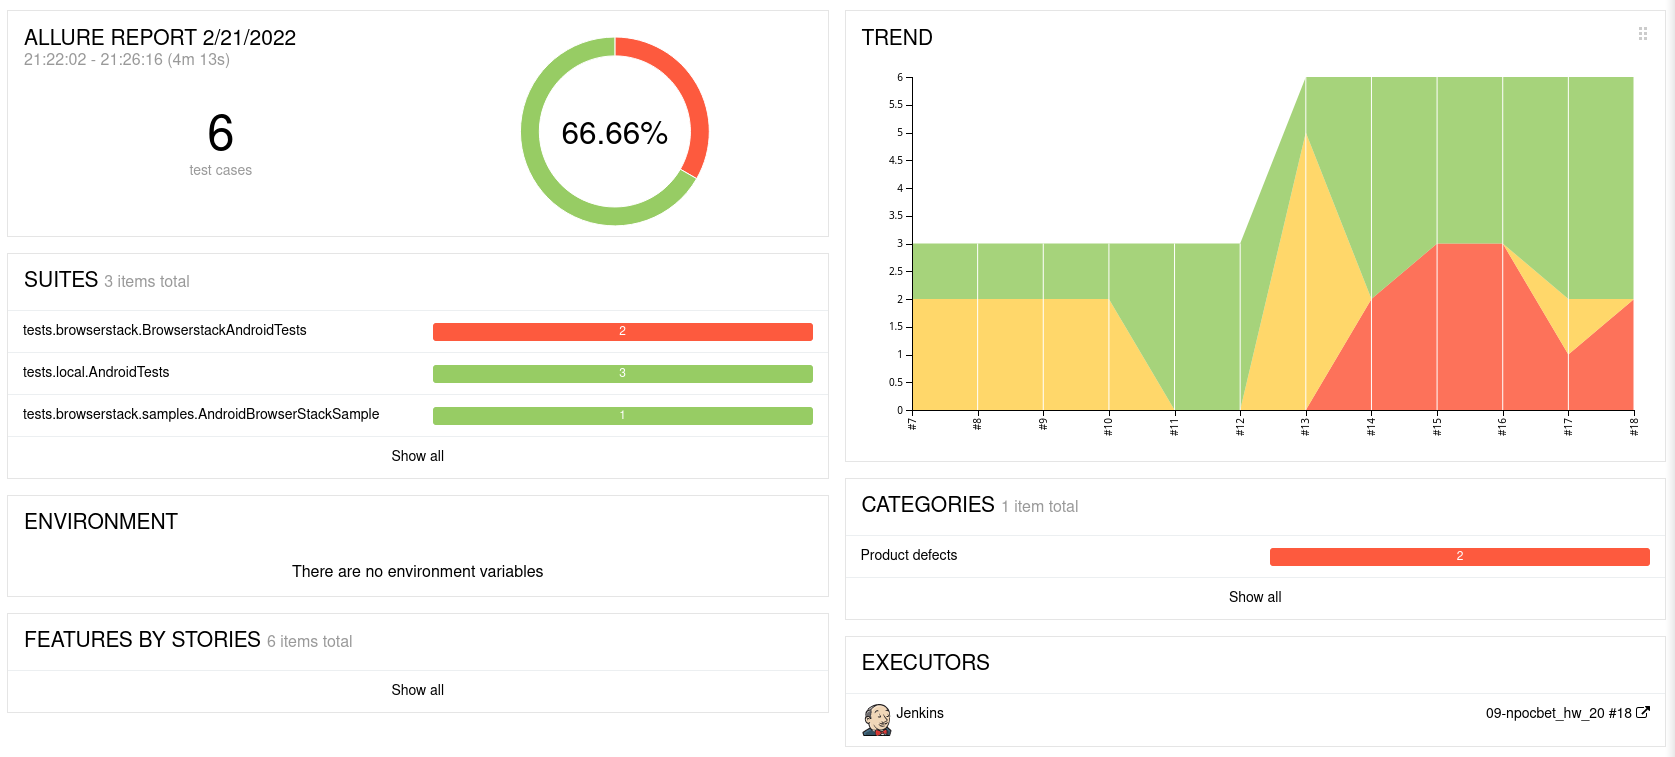 ALLURE REPORT 2/21/2022
21:22:02 - 21:26:16 (4m 13s)
6
test cases
66.66%
SUITES 3 items total
tests.browserstack.BrowserstackAndroidTests 2
tests.local.AndroidTests 3
tests.browserstack.samples.AndroidBrowserStackSample 1
Show all
ENVIRONMENT
There are no environment variables
FEATURES BY STORIES 6 items total
Show all
TREND
6
5.5
5
4.5
4
3.5
3
2.5
2
1.5
1
0.5
0
#7 #8 #9 #10 #11 #12 #13 #14 #15 #16 #17 #18
CATEGORIES 1 item total
Product defects 2
Show all
EXECUTORS
Jenkins 09-npocbet_hw_20 #18